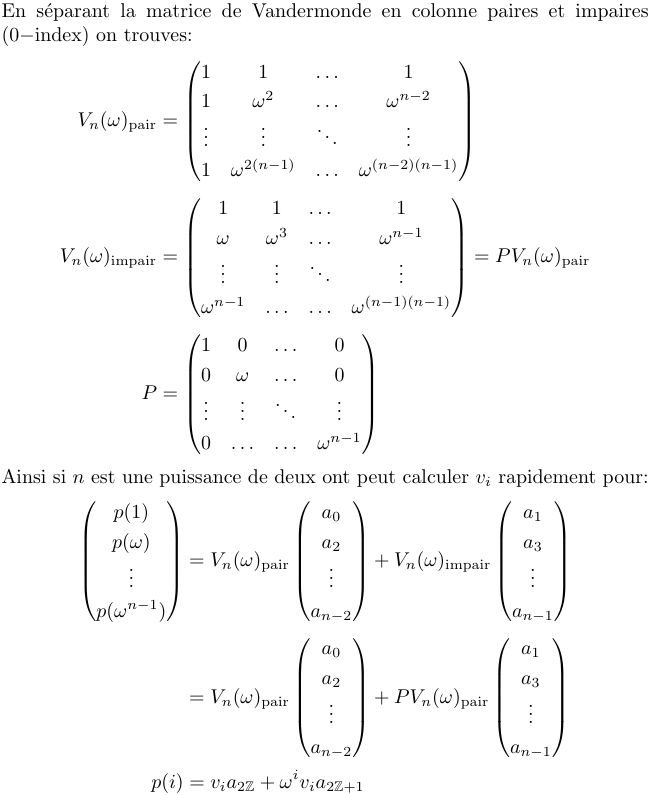 En séparant la matrice de Vandermonde en colonne paires et impaires
(0−index) on trouves:
$V_n(\omega)_{\text{pair}} = \begin{pmatrix} 1 & 1 & \dots & 1 \\ 1 & \omega^2 & \dots & \omega^{n-2} \\ \vdots & \vdots & \ddots & \vdots \\ 1 & \omega^{2(n-1)} & \dots & \omega^{(n-2)(n-1)} \end{pmatrix}$
$V_n(\omega)_{\text{impair}} = \begin{pmatrix} 1 & 1 & \dots & 1 \\ \omega & \omega^3 & \dots & \omega^{n-1} \\ \vdots & \vdots & \ddots & \vdots \\ \omega^{n-1} & \dots & \dots & \omega^{(n-1)(n-1)} \end{pmatrix} = PV_n(\omega)_{\text{pair}}$
$P = \begin{pmatrix} 1 & 0 & \dots & 0 \\ 0 & \omega & \dots & 0 \\ \vdots & \vdots & \ddots & \vdots \\ 0 & \dots & \dots & \omega^{n-1} \end{pmatrix}$
Ainsi si $n$ est une puissance de deux ont peut calculer $v_i$ rapidement pour:
$\begin{pmatrix} p(1) \\ p(\omega) \\ \vdots \\ p(\omega^{n-1}) \end{pmatrix} = V_n(\omega)_{\text{pair}} \begin{pmatrix} a_0 \\ a_2 \\ \vdots \\ a_{n-2} \end{pmatrix} + V_n(\omega)_{\text{impair}} \begin{pmatrix} a_1 \\ a_3 \\ \vdots \\ a_{n-1} \end{pmatrix}$
$= V_n(\omega)_{\text{pair}} \begin{pmatrix} a_0 \\ a_2 \\ \vdots \\ a_{n-2} \end{pmatrix} + PV_n(\omega)_{\text{pair}} \begin{pmatrix} a_1 \\ a_3 \\ \vdots \\ a_{n-1} \end{pmatrix}$
$p(i) = v_i a_{2\mathbb{Z}} + \omega^i v_i a_{2\mathbb{Z}+1}$